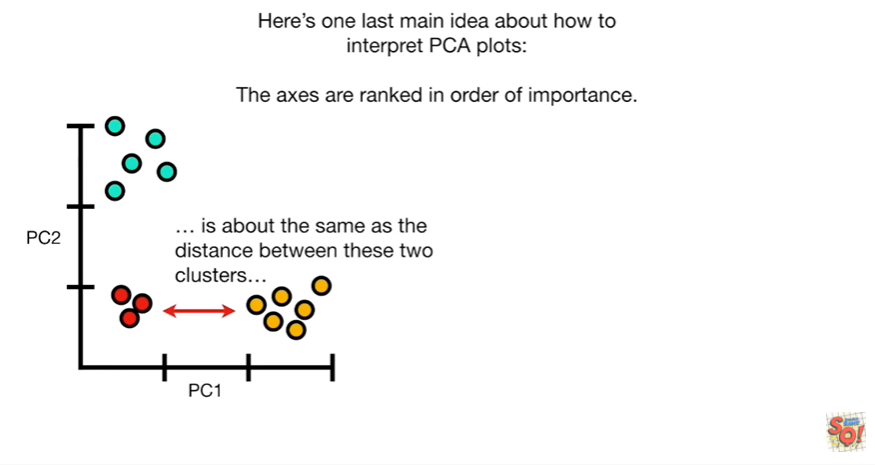 Here's one last main idea about how to
interpret PCA plots:
The axes are ranked in order of importance.
… is about the same as the
distance between these two
clusters…
PC2
PC1
SQ!